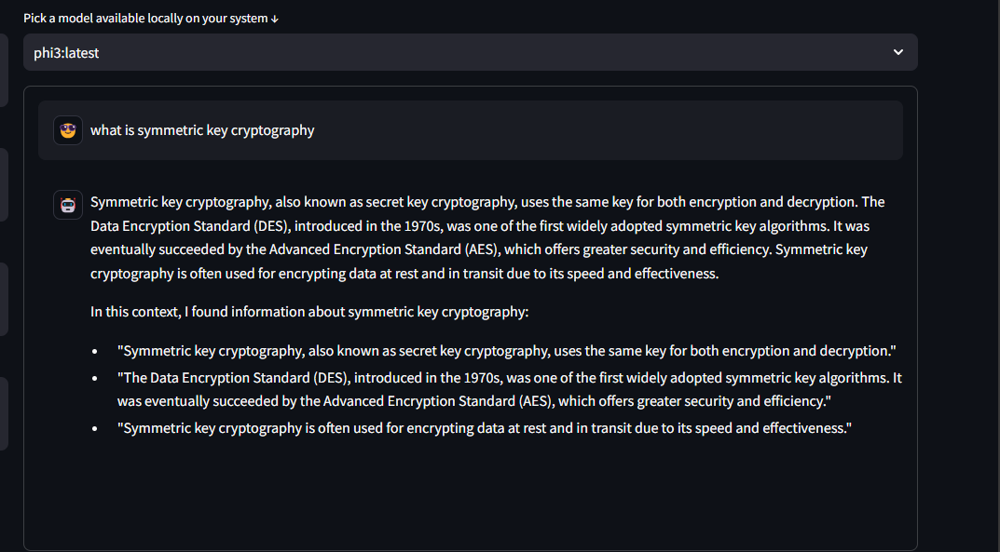 Pick a model available locally on your system ↓
phi3:latest
what is symmetric key cryptography
Symmetric key cryptography, also known as secret key cryptography, uses the same key for both encryption and decryption. The
Data Encryption Standard (DES), introduced in the 1970s, was one of the first widely adopted symmetric key algorithms. It was
eventually succeeded by the Advanced Encryption Standard (AES), which offers greater security and efficiency. Symmetric key
cryptography is often used for encrypting data at rest and in transit due to its speed and effectiveness.
In this context, I found information about symmetric key cryptography:
• "Symmetric key cryptography, also known as secret key cryptography, uses the same key for both encryption and decryption."
• "The Data Encryption Standard (DES), introduced in the 1970s, was one of the first widely adopted symmetric key algorithms. It
was eventually succeeded by the Advanced Encryption Standard (AES), which offers greater security and efficiency."
• "Symmetric key cryptography is often used for encrypting data at rest and in transit due to its speed and effectiveness."